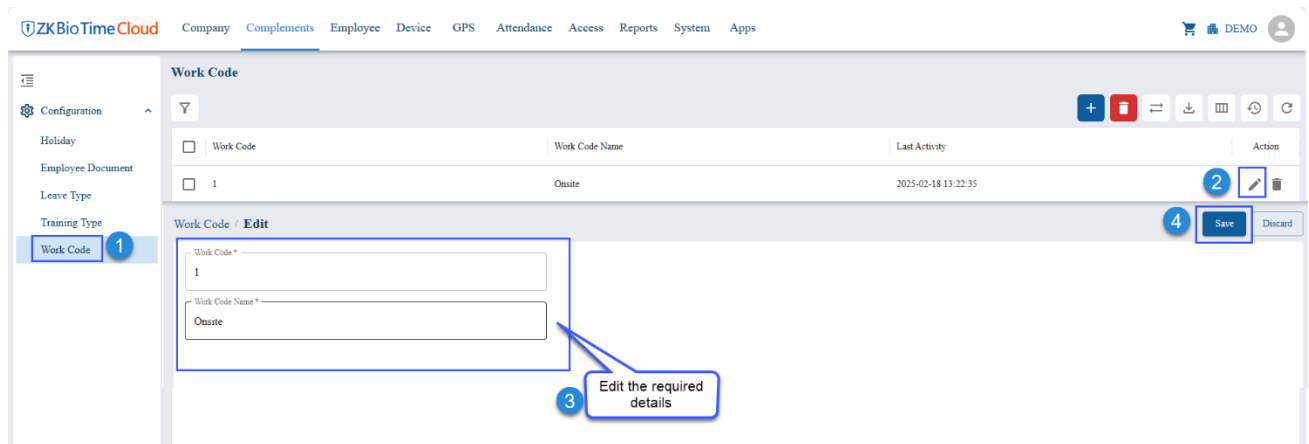 ZKBioTime Cloud Company Complements Employee Device GPS Attendance Access Reports System Apps DEMO
Work Code
Configuration
Holiday
Work Code Work Code Name Last Activity Action
Employee Document
1 Onsite 2025-02-18 13:22:35 2
Leave Type
Training Type
Work Code / Edit 4 Save Discard
Work Code 1
Work Code *
1
Work Code Name *
Onsite
3 Edit the required
details